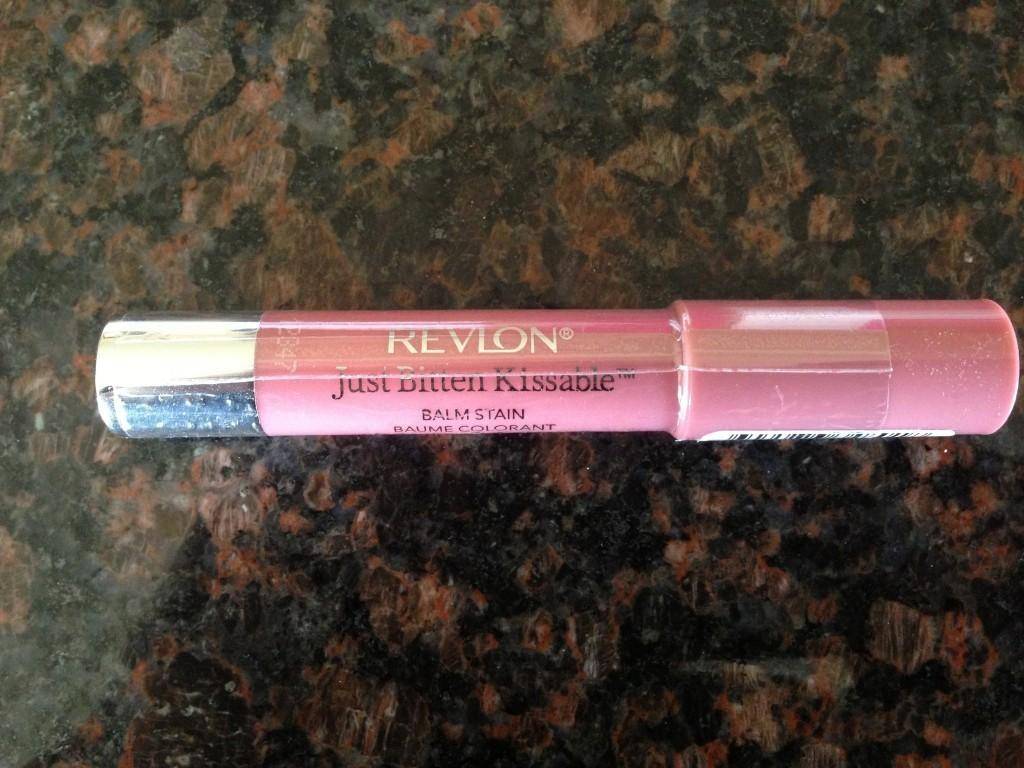 REVLON®
Just Bitten Kissable™
BALM STAIN
BAUME COLORANT